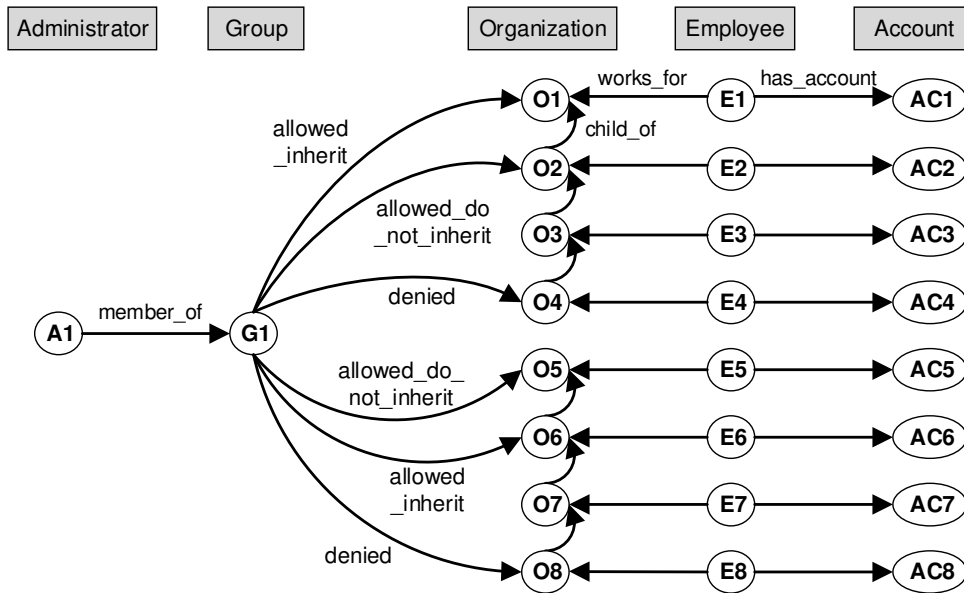 Administrator
Group
Organization
Employee
Account
works_for
has_account
O1
E1
AC1
allowed
_inherit
child_of
O2
E2
AC2
allowed_do
_not_inherit
O3
E3
AC3
denied
O4
E4
AC4
member_of
A1
G1
allowed_do_
not_inherit
O5
E5
AC5
O6
E6
AC6
allowed
_inherit
O7
E7
AC7
denied
O8
E8
AC8